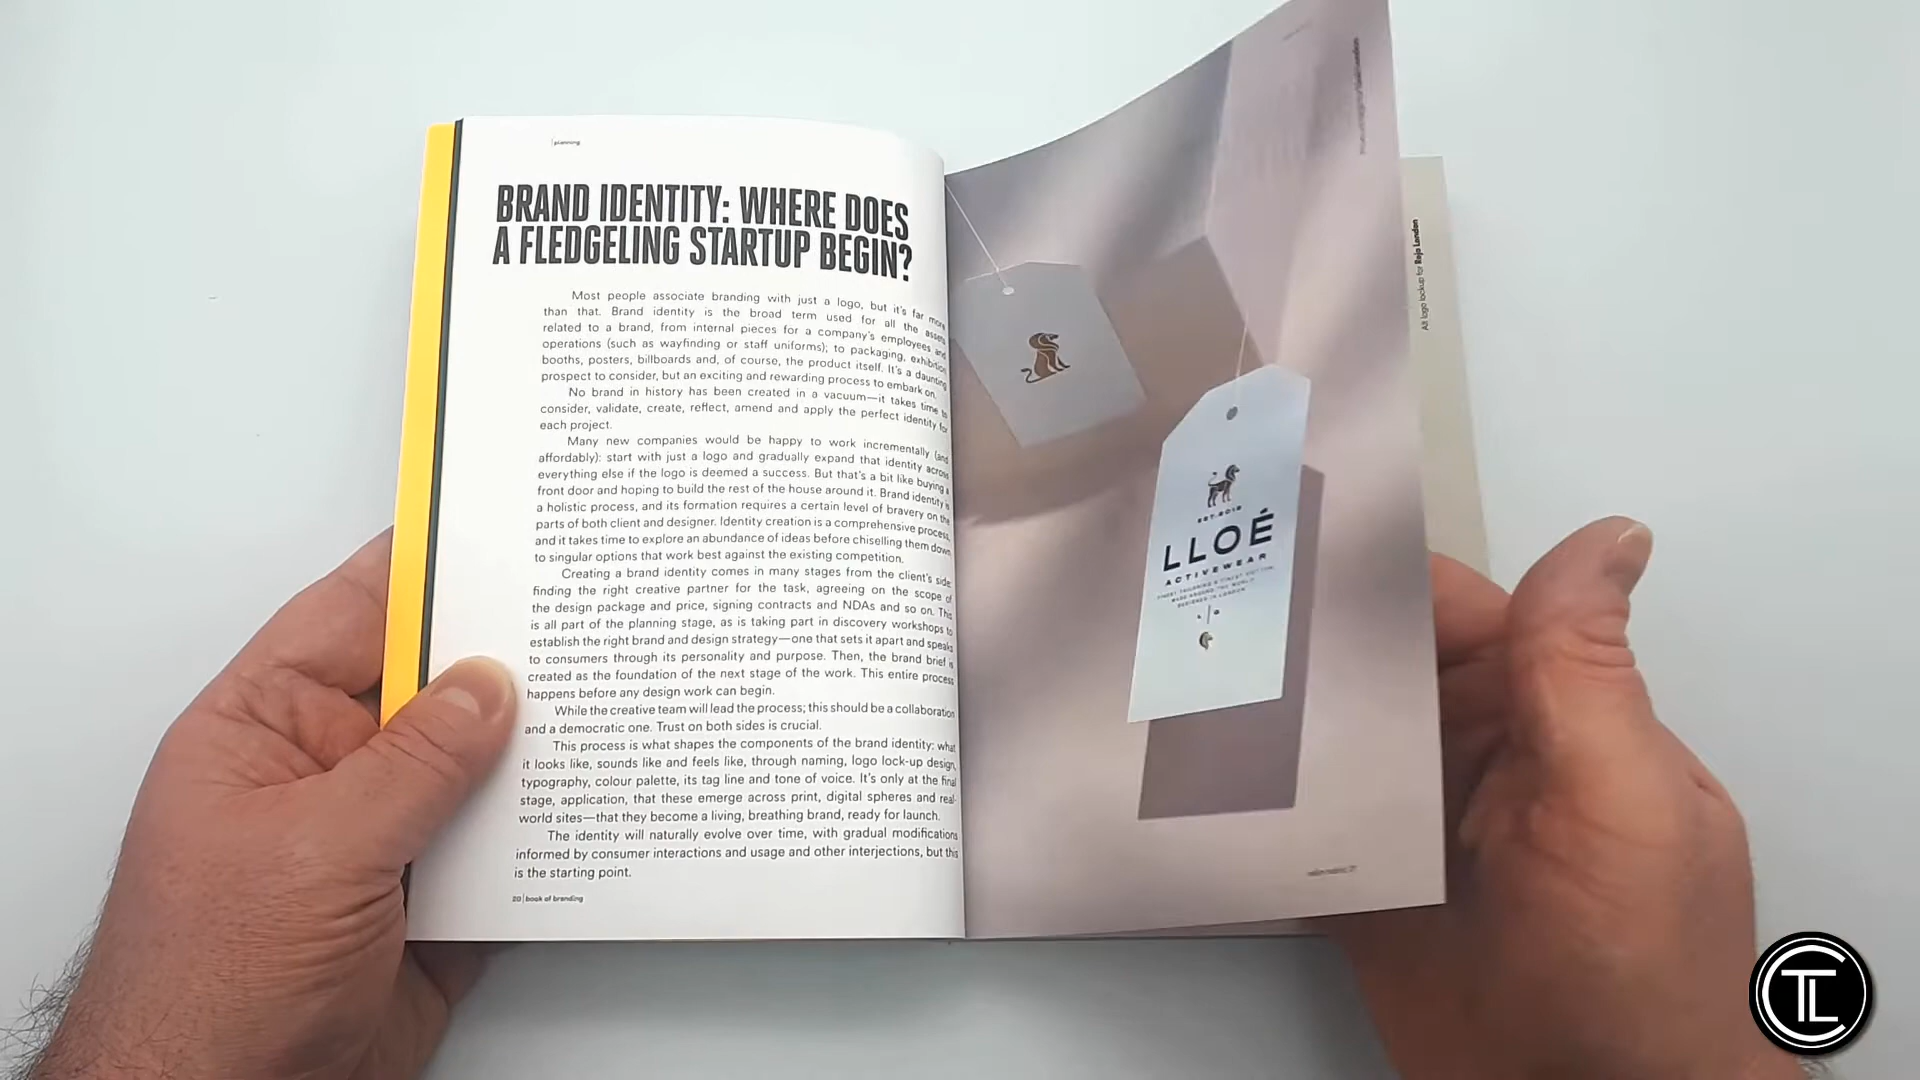 planning
BRAND IDENTITY: WHERE DOES
A FLEDGELING STARTUP BEGIN?
Most people associate branding with just a logo, but it's far more
than that. Brand identity is the broad term used for all the assets
related to a brand, from internal pieces for a company's employees and
operations (such as wayfinding or staff uniforms); to packaging, exhibition
booths, posters, billboards and, of course, the product itself. It's a daunting
prospect to consider, but an exciting and rewarding process to embark on.
No brand in history has been created in a vacuum—it takes time to
consider, validate, create, reflect, amend and apply the perfect identity for
each project.
Many new companies would be happy to work incrementally (and
affordably): start with just a logo and gradually expand that identity across
everything else if the logo is deemed a success. But that's a bit like buying a
front door and hoping to build the rest of the house around it. Brand identity is
a holistic process, and its formation requires a certain level of bravery on the
parts of both client and designer. Identity creation is a comprehensive process,
and it takes time to explore an abundance of ideas before chiselling them down
to singular options that work best against the existing competition.
Creating a brand identity comes in many stages from the client's side:
finding the right creative partner for the task, agreeing on the scope of
the design package and price, signing contracts and NDAs and so on. This
is all part of the planning stage, as is taking part in discovery workshops to
establish the right brand and design strategy—one that sets it apart and speaks
to consumers through its personality and purpose. Then, the brand brief is
created as the foundation of the next stage of the work. This entire process
happens before any design work can begin.
While the creative team will lead the process; this should be a collaboration
and a democratic one. Trust on both sides is crucial.
This process is what shapes the components of the brand identity: what
it looks like, sounds like and feels like, through naming, logo lock-up design,
typography, colour palette, its tag line and tone of voice. It's only at the final
stage, application, that these emerge across print, digital spheres and real-
world sites—that they become a living, breathing brand, ready for launch.
The identity will naturally evolve over time, with gradual modifications
informed by consumer interactions and usage and other interjections, but this
is the starting point.
20 | book of branding
LLOÉ
ACTIVEWEAR
DESIGNED IN LONDON
Alt logo lockup for Rojo London
CTL